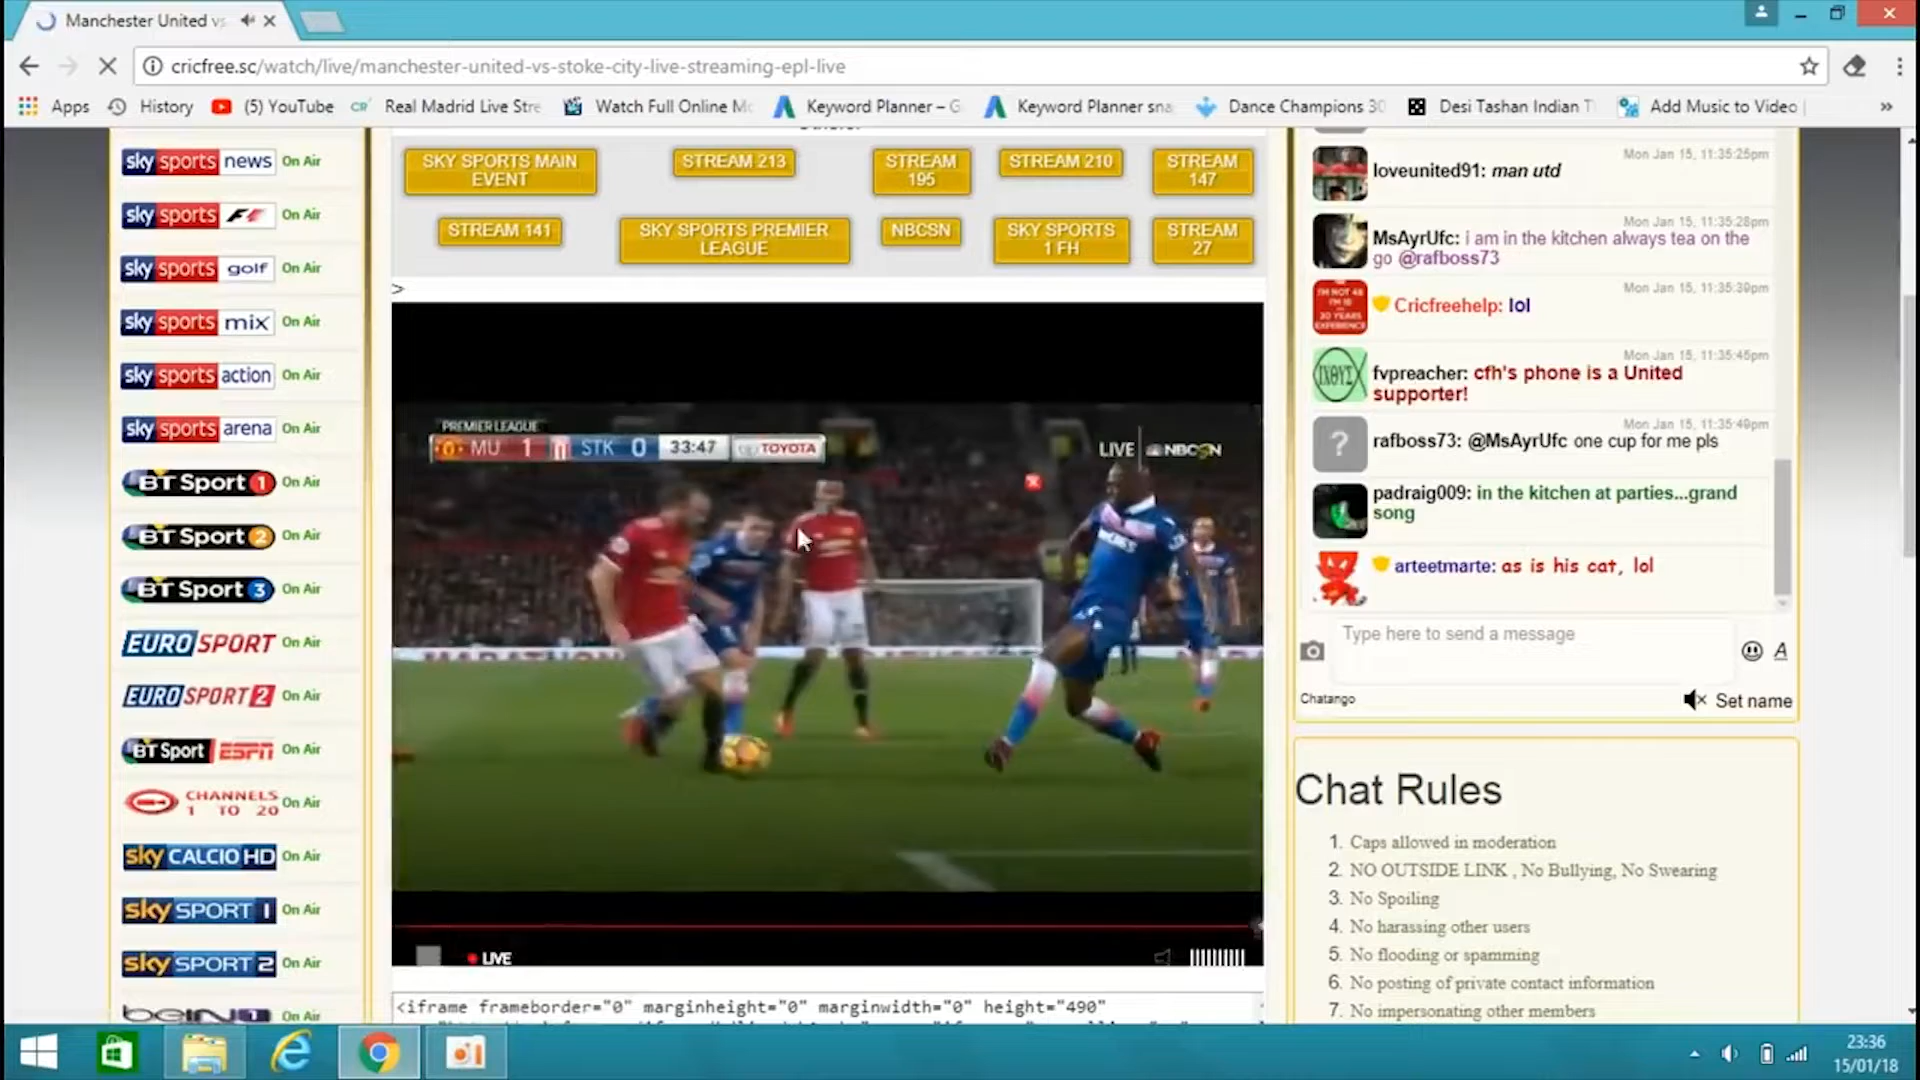 Manchester United vs
cricfree.sc/watch/live/manchester-united-vs-stoke-city-live-streaming-epl-live
Apps
History
(5) YouTube
Real Madrid Live Stre
Watch Full Online Mo
Keyword Planner – G
Keyword Planner sna
Dance Champions 30
Desi Tashan Indian T
Add Music to Video
»
sky sports news On Air
sky sports F1 On Air
sky sports golf On Air
sky sports mix On Air
sky sports action On Air
sky sports arena On Air
BT Sport 1 On Air
BT Sport 2 On Air
BT Sport 3 On Air
EUROSPORT On Air
EUROSPORT 2 On Air
BT Sport ESPN On Air
CHANNELS
1 TO 20 On Air
sky CALCIO HD On Air
sky SPORT 1 On Air
sky SPORT 2 On Air
beIN 1 On Air
SKY SPORTS MAIN
EVENT
STREAM 213
STREAM
195
STREAM 210
STREAM
147
STREAM 141
SKY SPORTS PREMIER
LEAGUE
NBCSN
SKY SPORTS
1 FH
STREAM
27
>
PREMIER LEAGUE
MU 1 STK 0 33:47 TOYOTA
LIVE NBCSN
LIVE
<iframe frameborder="0" marginheight="0" marginwidth="0" height="490"
Mon Jan 15, 11:35:25pm
loveunited91: man utd
Mon Jan 15, 11:35:28pm
MsAyrUfc: i am in the kitchen always tea on the
go @rafboss73
Mon Jan 15, 11:35:39pm
I'M NOT 48
I'M 18
30 YEARS
EXPERIENCE
Cricfreehelp: lol
Mon Jan 15, 11:35:45pm
ΙΧΘΥΣ
fvpreacher: cfh's phone is a United
supporter!
Mon Jan 15, 11:35:49pm
?
rafboss73: @MsAyrUfc one cup for me pls
padraig009: in the kitchen at parties...grand
song
arteetmarte: as is his cat, lol
Type here to send a message
A
Chatango
Set name
Chat Rules
1. Caps allowed in moderation
2. NO OUTSIDE LINK , No Bullying, No Swearing
3. No Spoiling
4. No harassing other users
5. No flooding or spamming
6. No posting of private contact information
7. No impersonating other members
23:36
15/01/18